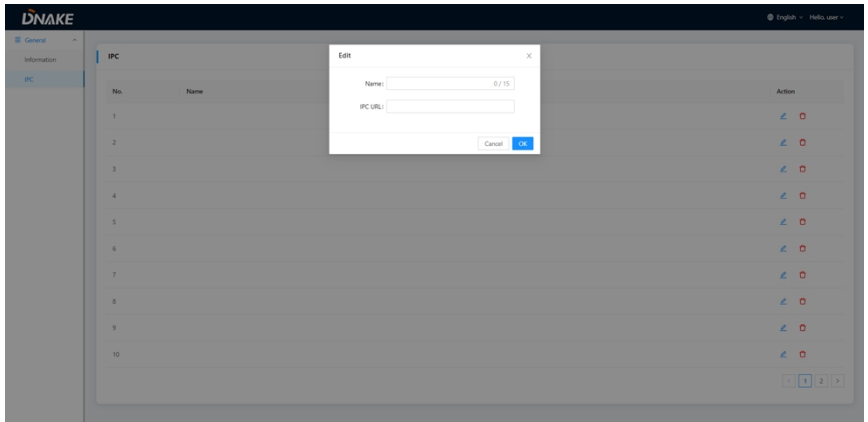 DNAKE
English
Hello, user
General
Information
IPC
IPC
No.
Name
Action
1
2
3
4
5
6
7
8
9
10
Edit
Name:
0 / 15
IPC URL:
Cancel
OK
1
2